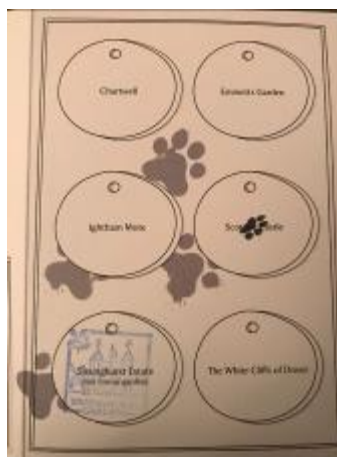 Chartwell
Emmetts Garden
Ightham Mote
Sissinghurst Estate
The White Cliffs of Dover